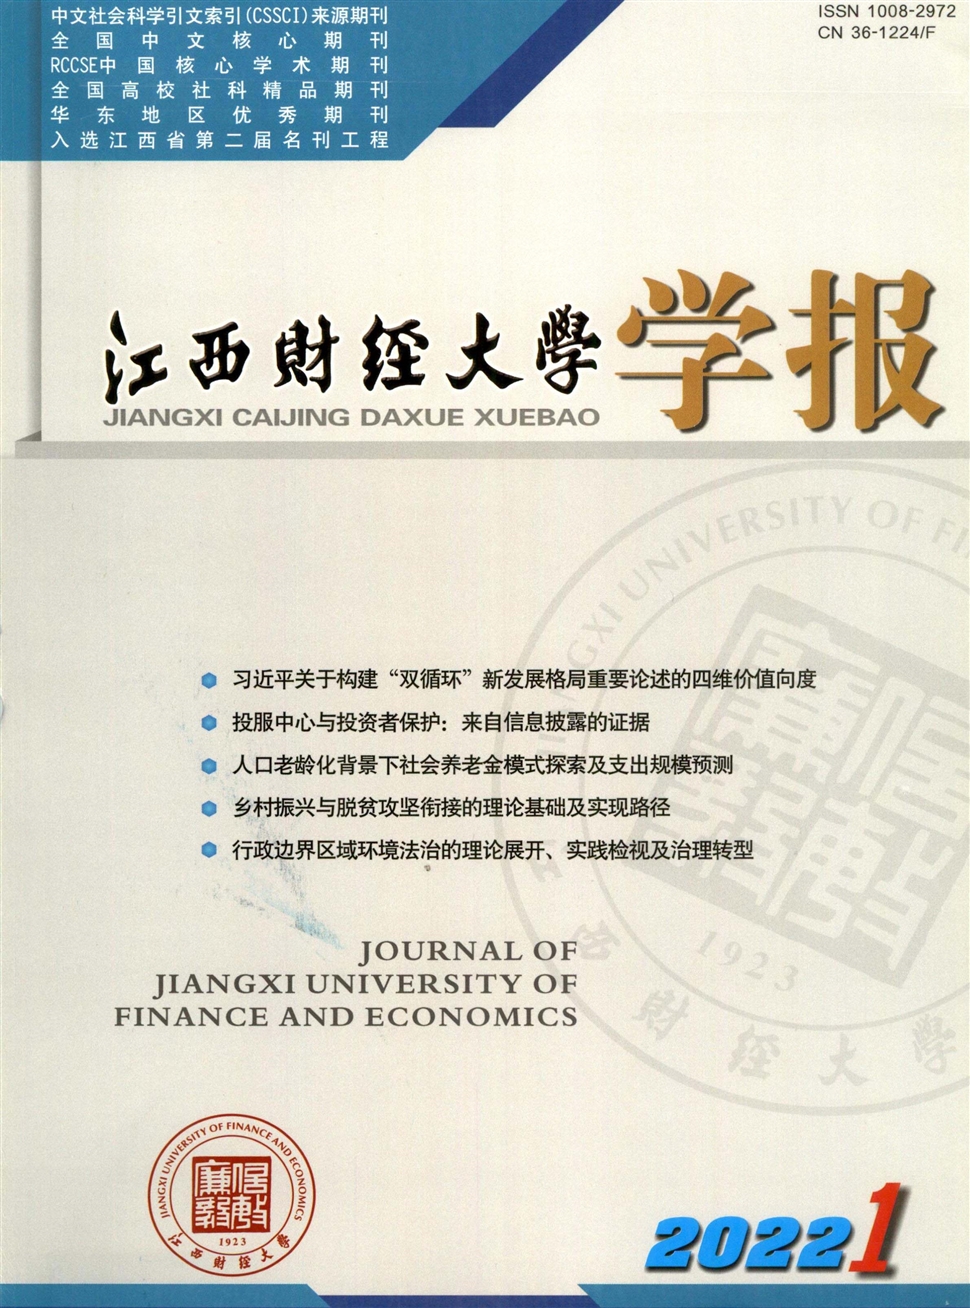 中文社会科学引文索引(CSSCI)来源期刊
全国中文核心期刊
RCCSE中国核心学术期刊
全国高校社科精品期刊
华东地区优秀期刊
入选江西省第二届名刊工程
ISSN 1008-2972
CN 36-1224/F
江西財经大學学报
JIANGXI CAIJING DAXUE XUEBAO
JIANGXI UNIVERSITY OF FIN
习近平关于构建“双循环”新发展格局重要论述的四维价值向度
投服中心与投资者保护：来自信息披露的证据
人口老龄化背景下社会养老金模式探索及支出规模预测
乡村振兴与脱贫攻坚衔接的理论基础及实现路径
行政边界区域环境法治的理论展开、实践检视及治理转型
1923
江西財经大學
JOURNAL OF
JIANGXI UNIVERSITY OF
FINANCE AND ECONOMICS
JIANGXI UNIVERSITY OF FINANCE AND ECONOMICS
1923
江西財经大學
2022 1